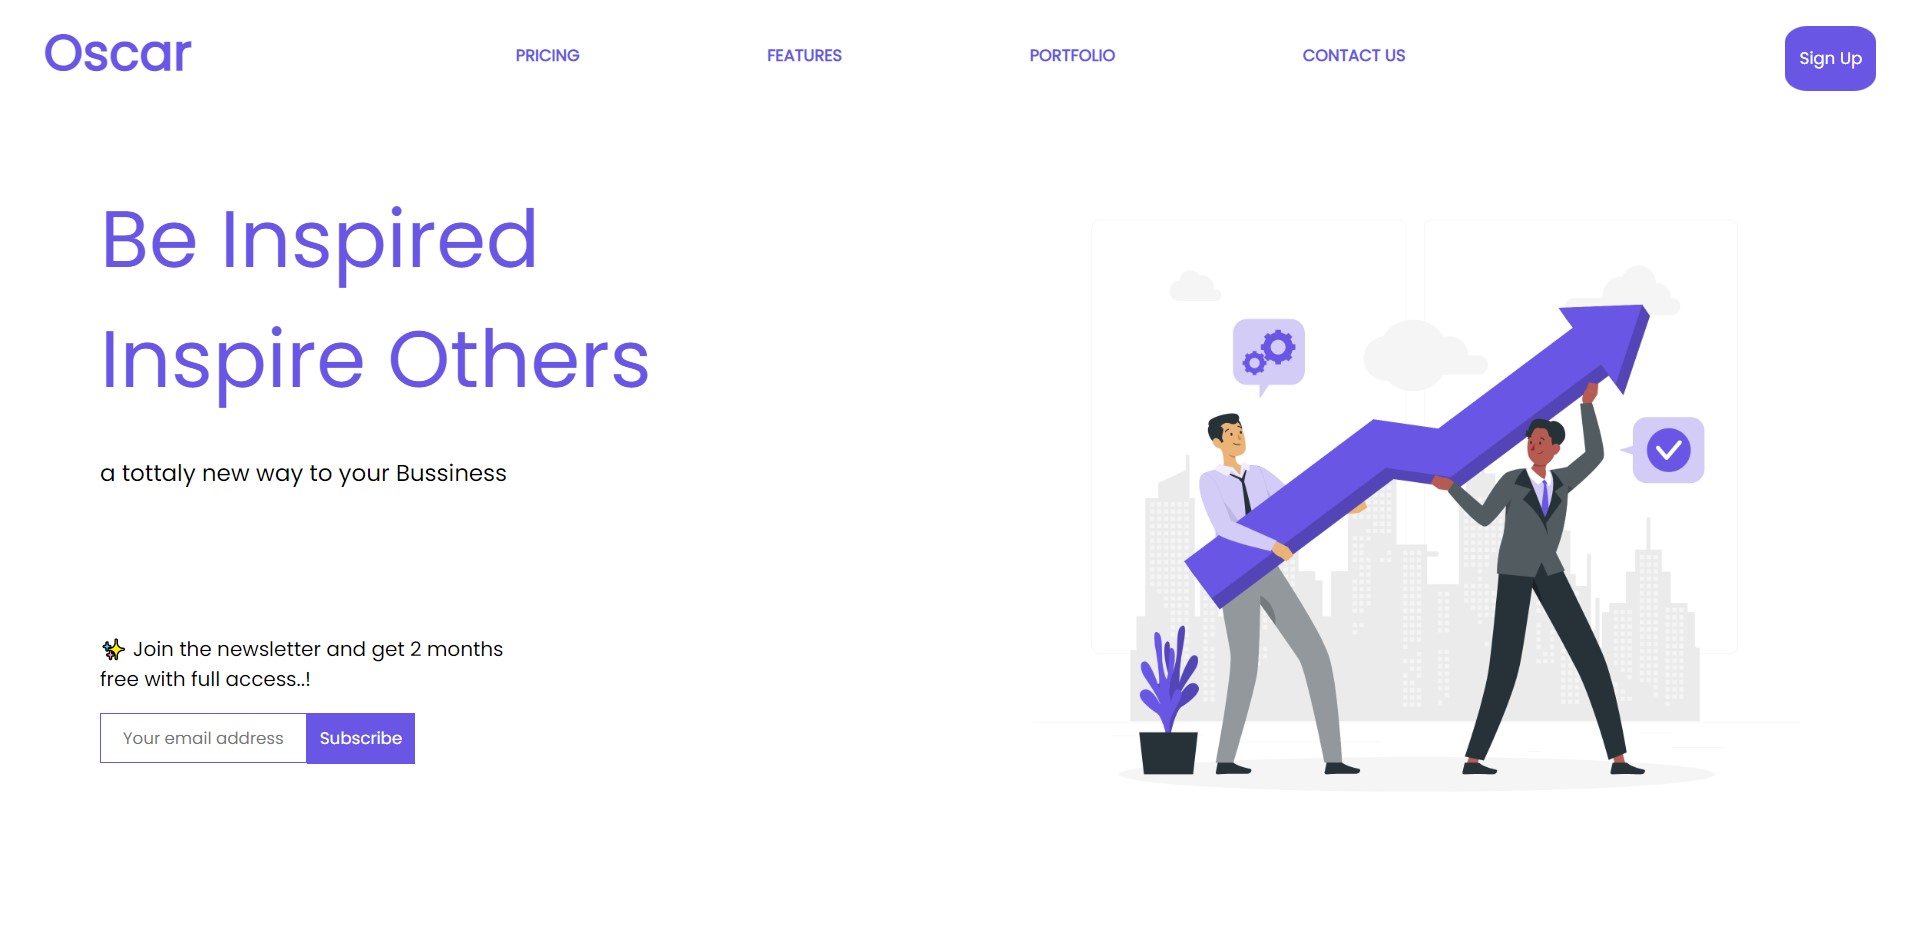 Oscar
PRICING
FEATURES
PORTFOLIO
CONTACT US
Sign Up
Be Inspired
Inspire Others
a tottaly new way to your Bussiness
✨ Join the newsletter and get 2 months
free with full access..!
Your email address
Subscribe